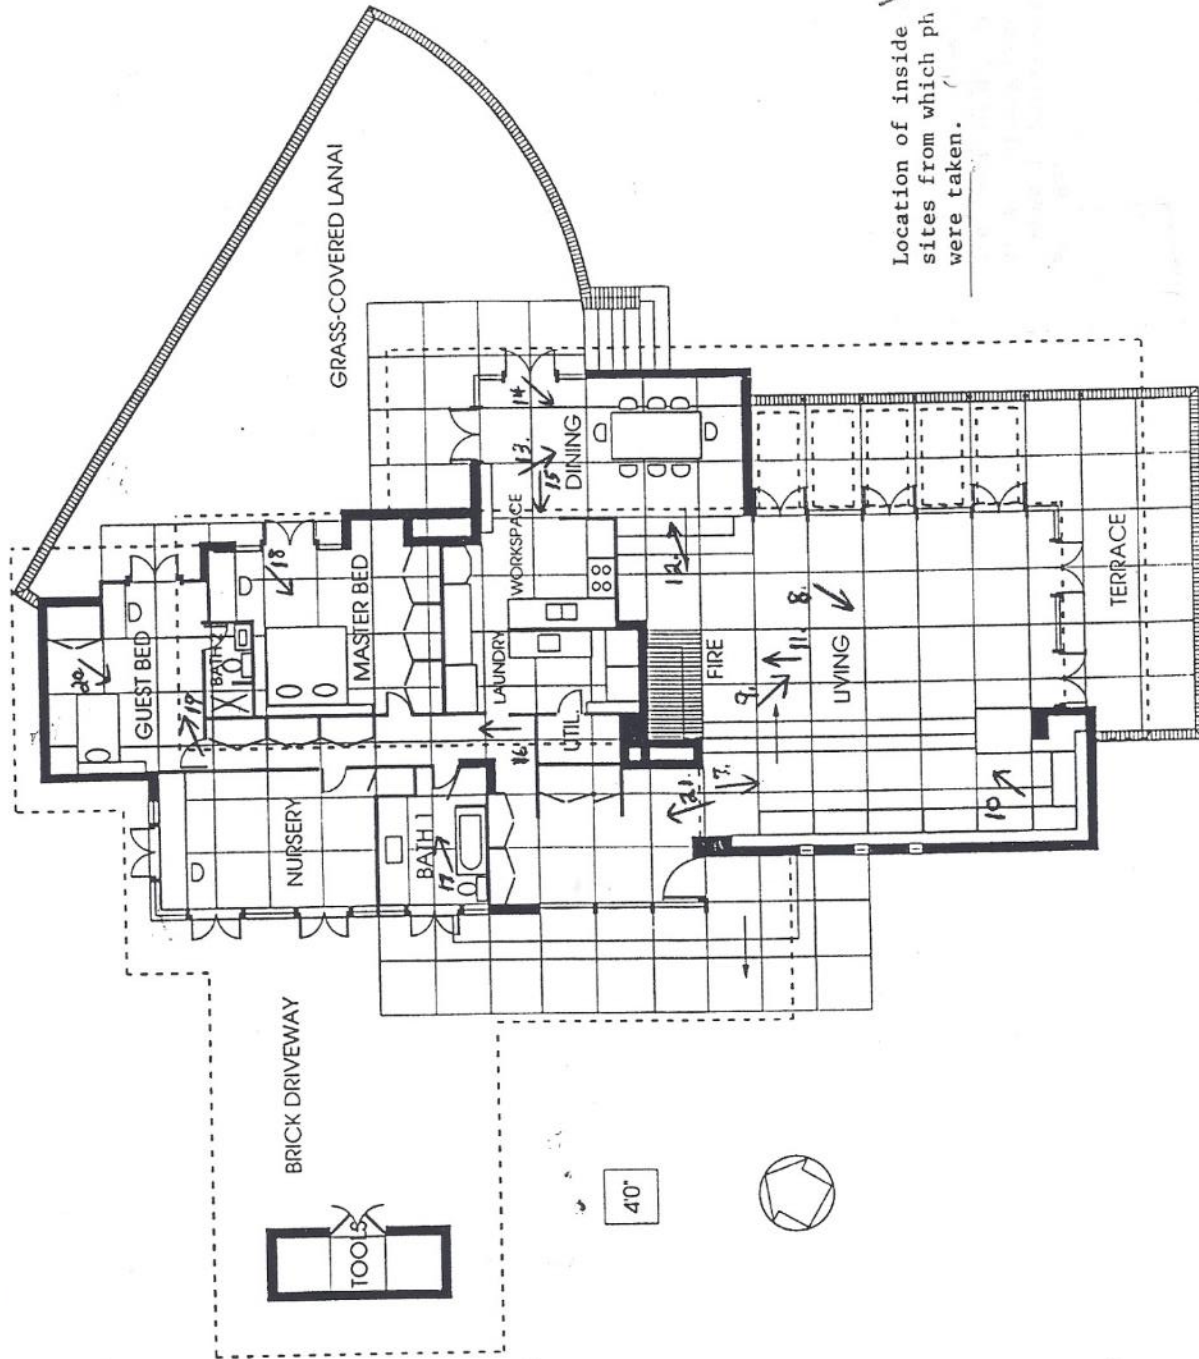 Location of inside
sites from which ph
were taken.
GRASS-COVERED LANAI
GUEST BED
20
19
BATH 2
18
MASTER BED
NURSERY
BATH 1
17
LAUNDRY
WORKSPACE
16.
UTIL
13.
14
15
DINING
12.
FIRE
21.
7.
9.
11.
8.
LIVING
10
TERRACE
BRICK DRIVEWAY
TOOLS
4'0"